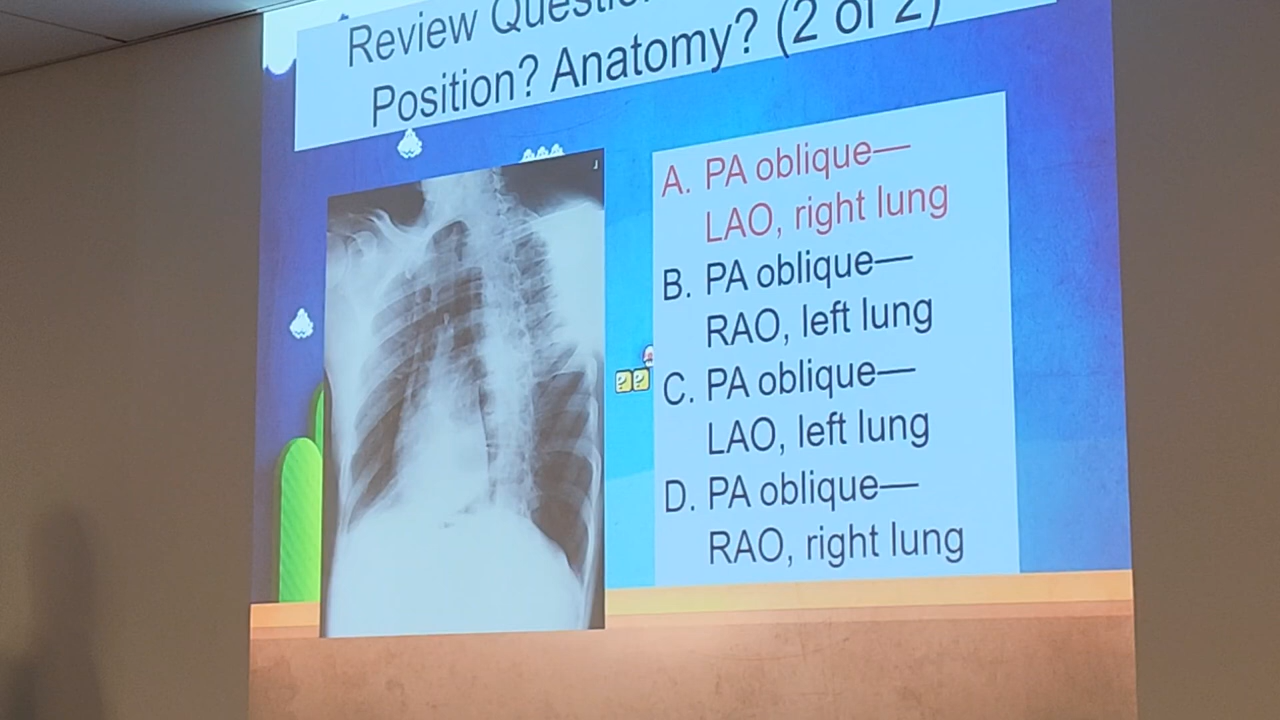 Review Question
Position? Anatomy? (2 of 2)
A. PA oblique—
LAO, right lung
B. PA oblique—
RAO, left lung
C. PA oblique—
LAO, left lung
D. PA oblique—
RAO, right lung
? ?